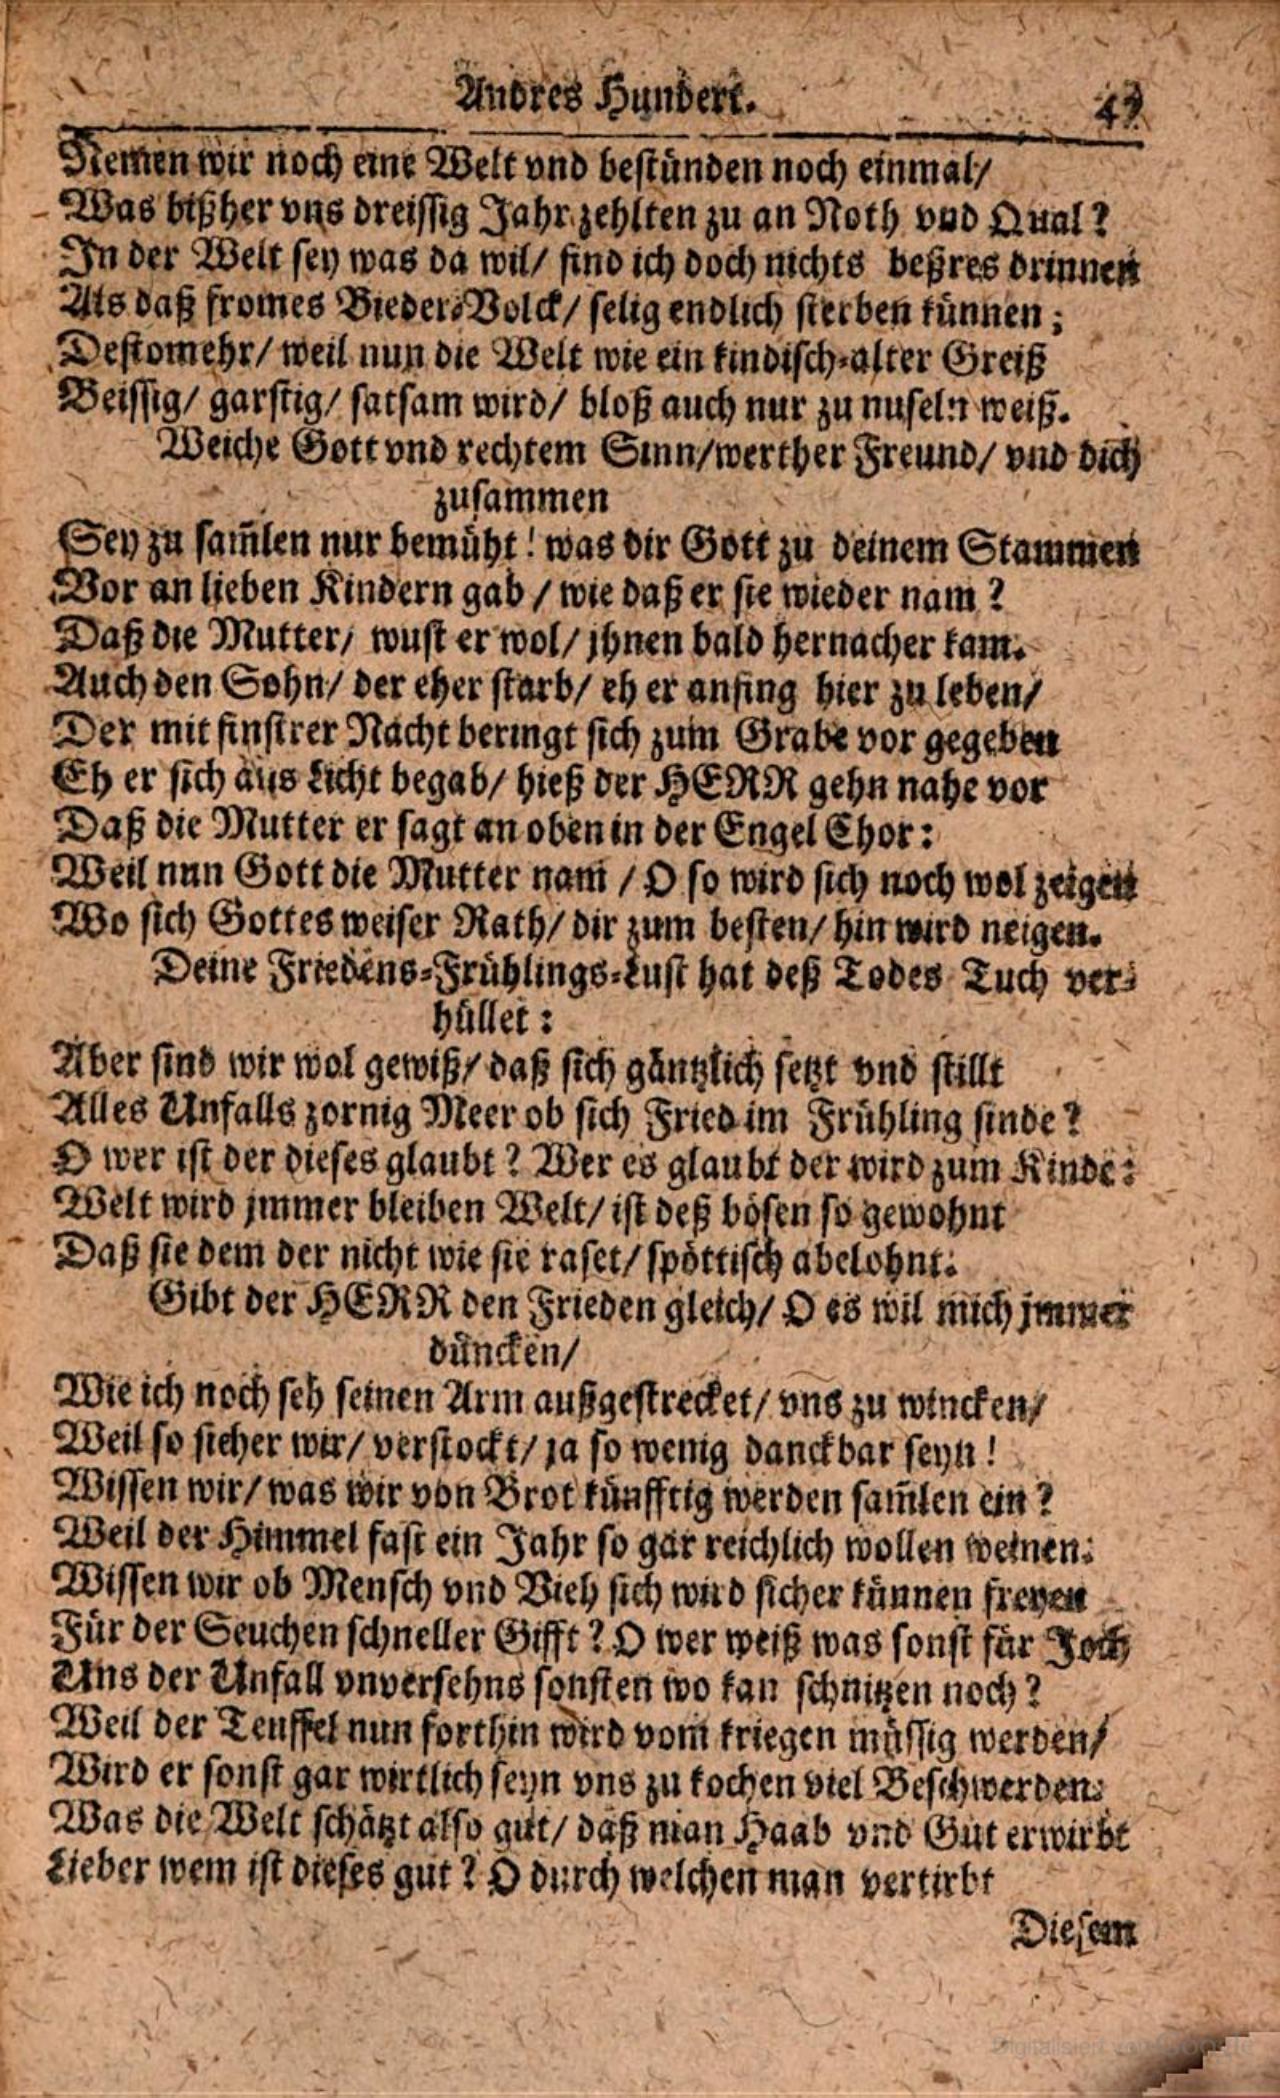 Andres Hundert. 47
Nemen wir noch eine Welt vnd bestünden noch einmal/
Was bißher vns dreissig Jahr zehlten zu an Noth vnd Qual?
In der Welt sey was da wil/ find ich doch nichts beßres drinnen
Als daß fromes Bieder-Volck/ selig endlich sterben künnen;
Destomehr/ weil nun die Welt wie ein kindisch-alter Greiß
Beissig/ garstig/ satsam wird/ bloß auch nur zu nuseln weiß.
Weiche Gott vnd rechtem Sinn/werther Freund/ vnd dich
zusammen
Sey zu sam̃len nur bemüht! was dir Gott zu deinem Stammen
Vor an lieben Kindern gab / wie daß er sie wieder nam?
Daß die Mutter/ wust er wol/ jhnen bald hernacher kam.
Auch den Sohn/ der eher starb/ eh er anfing hier zu leben/
Der mit finstrer Nacht beringt sich zum Grabe vor gegeben
Eh er sich ans Licht begab/ hieß der HERR gehn nahe vor
Daß die Mutter er sagt an oben in der Engel Chor:
Weil nun Gott die Mutter nam / O so wird sich noch wol zeigen
Wo sich Gottes weiser Rath/ dir zum besten/ hin wird neigen.
Deine Friedens-Frühlings-Lust hat deß Todes Tuch ver-
hüllet:
Aber sind wir wol gewiß/ daß sich gäntzlich setzt vnd stillt
Alles Unfalls zornig Meer ob sich Fried im Frühling finde?
O wer ist der dieses glaubt? Wer es glaubt der wird zum Kinde:
Welt wird jmmer bleiben Welt/ ist deß bösen so gewohnt
Daß sie dem der nicht wie sie raset/ spöttisch abelohnt.
Gibt der HERR den Frieden gleich/ O es wil mich jmmer
düncken/
Wie ich noch seh seinen Arm außgestrecket/ vns zu wincken/
Weil so sicher wir/ verstockt/ ja so wenig danckbar seyn!
Wissen wir/ was wir von Brot künfftig werden sam̃len ein?
Weil der Himmel fast ein Jahr so gar reichlich wollen weinen:
Wissen wir ob Mensch vnd Vieh sich wird sicher künnen freyen
Für der Seuchen schneller Gifft? O wer weiß was sonst für Joch
Uns der Unfall vnversehns sonsten wo kan schnitzen noch?
Weil der Teuffel nun forthin wird vom kriegen müssig werden/
Wird er sonst gar wirtlich seyn vns zu kochen viel Beschwerden:
Was die Welt schätzt also gut/ daß man Haab vnd Gut erwirbt
Lieber wem ist dieses gut? O durch welchen man vertirbt
Diesem